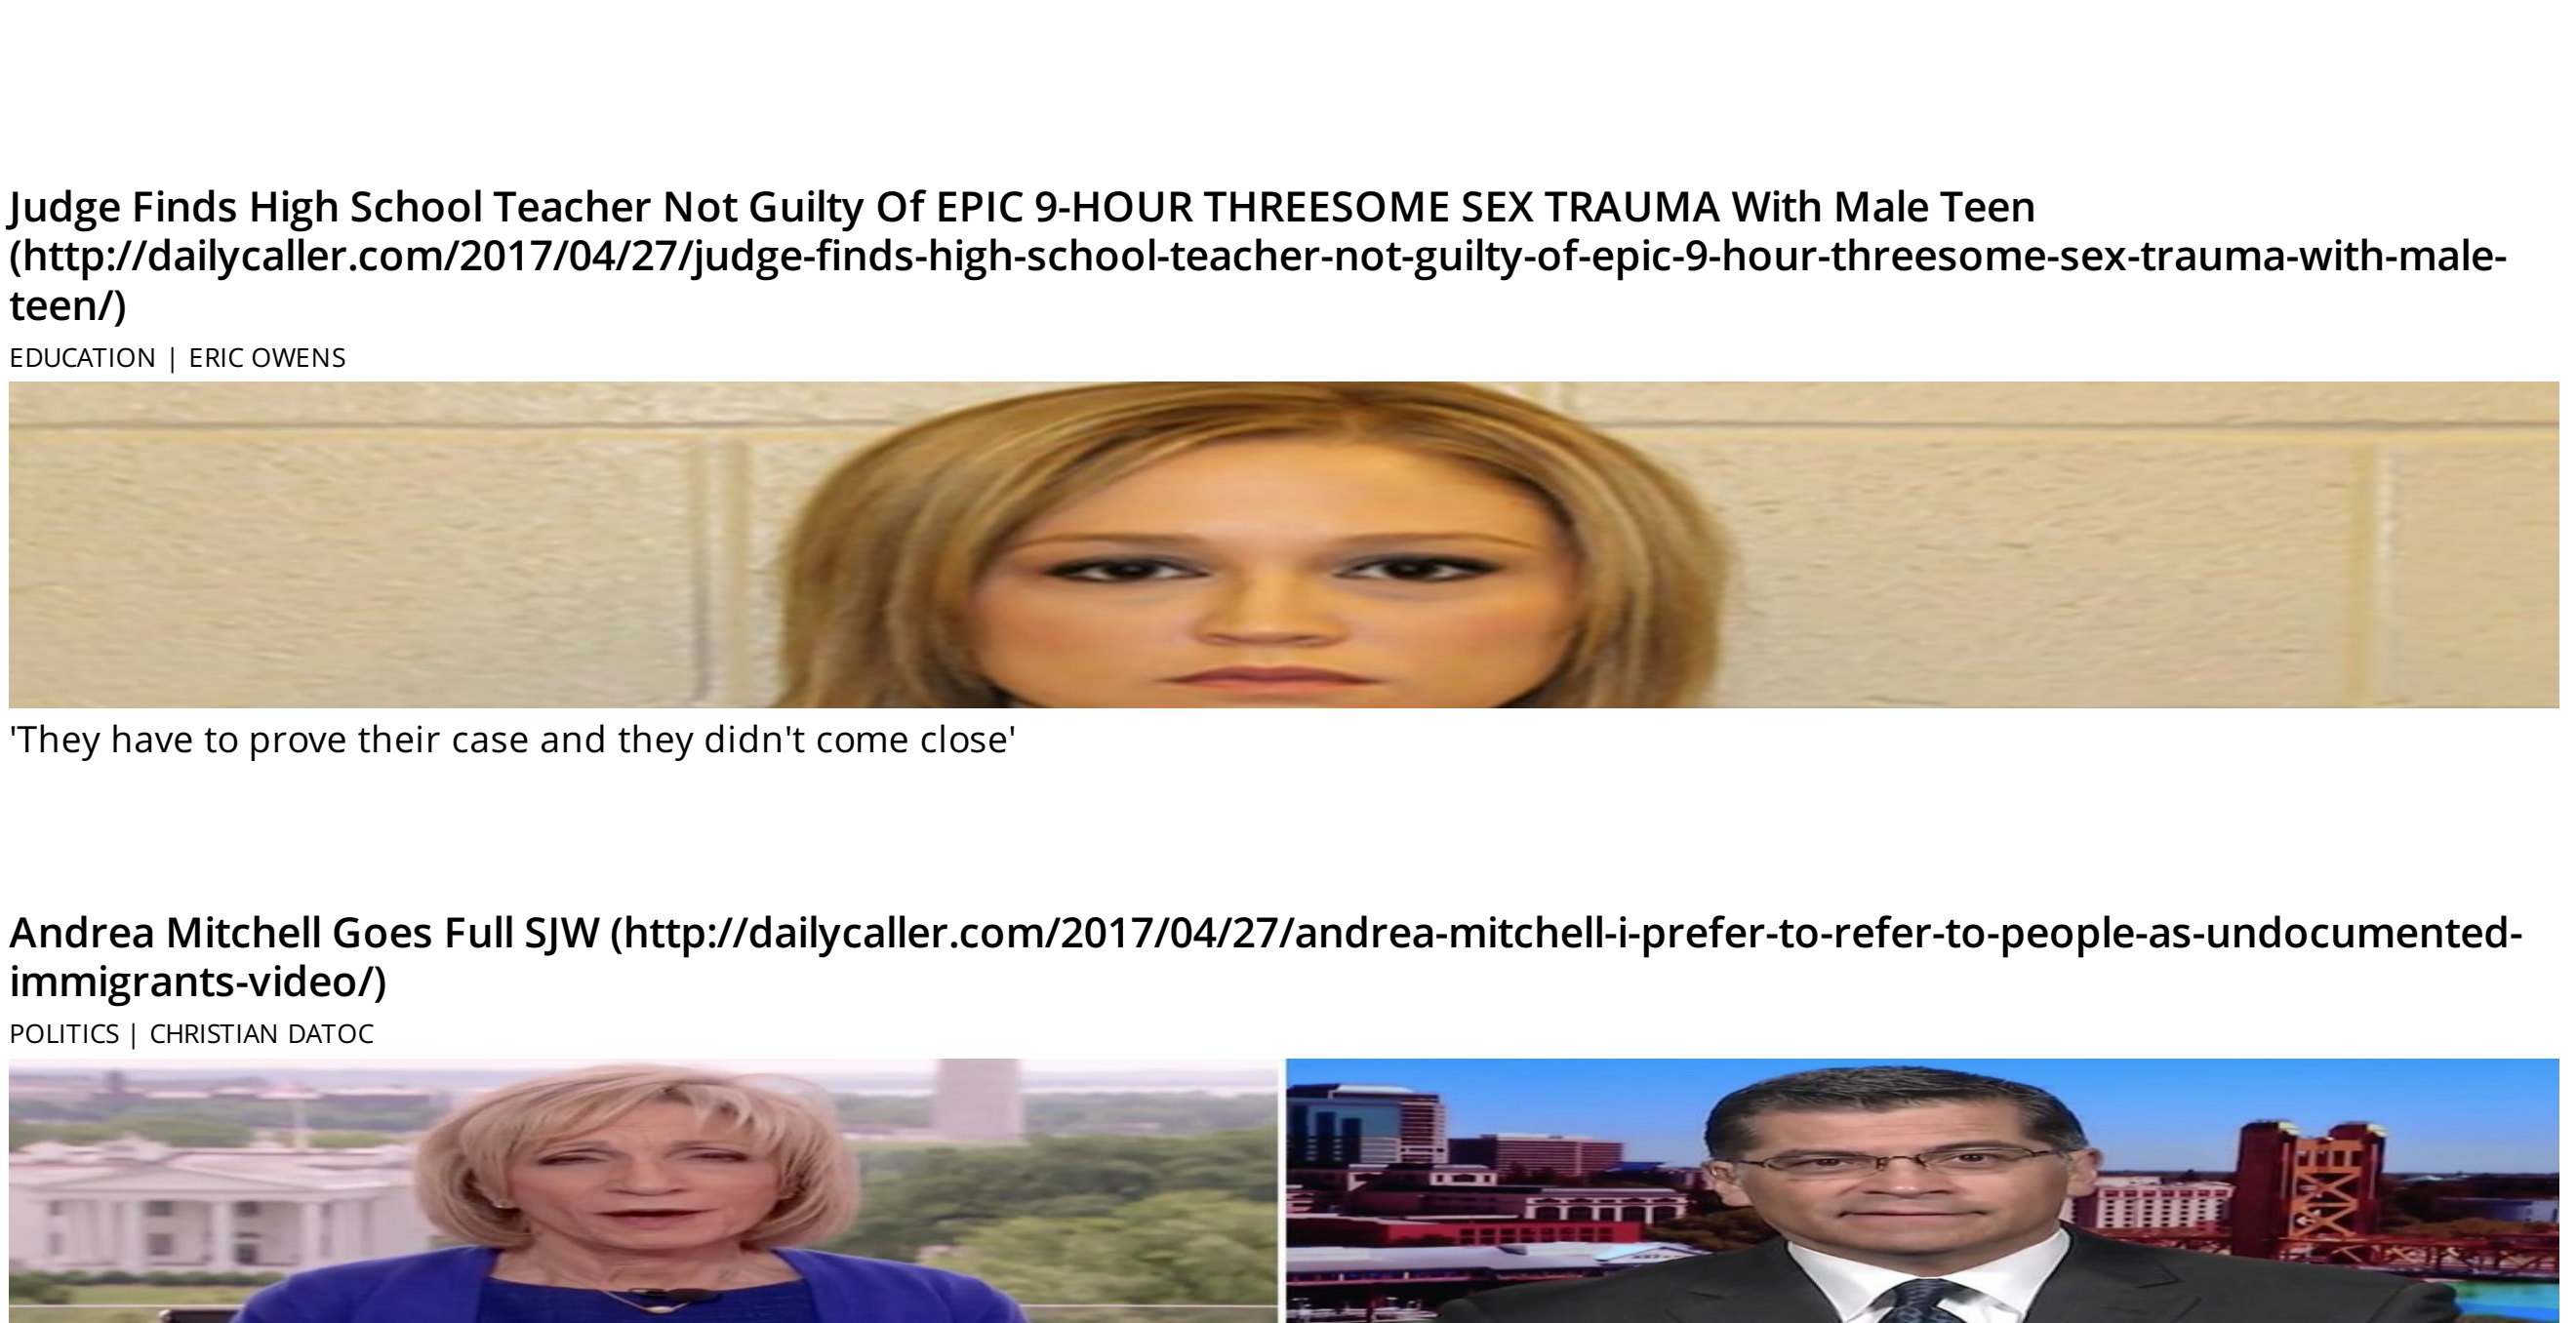 Judge Finds High School Teacher Not Guilty Of EPIC 9-HOUR THREESOME SEX TRAUMA With Male Teen
(http://dailycaller.com/2017/04/27/judge-finds-high-school-teacher-not-guilty-of-epic-9-hour-threesome-sex-trauma-with-male-
teen/)
EDUCATION | ERIC OWENS
'They have to prove their case and they didn't come close'
Andrea Mitchell Goes Full SJW (http://dailycaller.com/2017/04/27/andrea-mitchell-i-prefer-to-refer-to-people-as-undocumented-
immigrants-video/)
POLITICS | CHRISTIAN DATOC